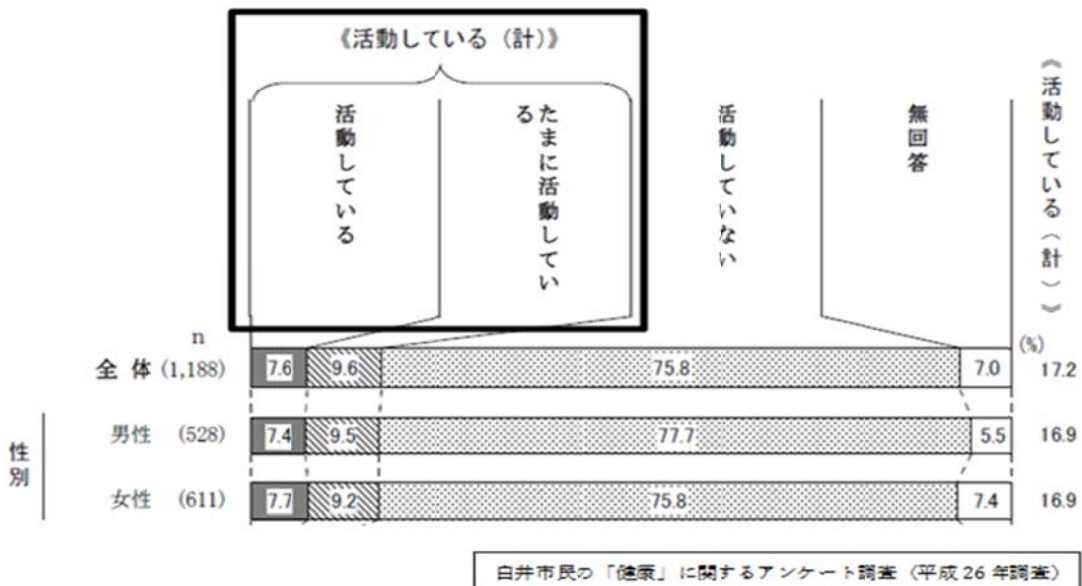 《活動している（計）》
活動している
たまに活動している
活動していない
無回答
《活動している（計）》
n
(%)
全 体 (1,188) 7.6 9.6 75.8 7.0 17.2
性別
男性 (528) 7.4 9.5 77.7 5.5 16.9
女性 (611) 7.7 9.2 75.8 7.4 16.9
白井市民の「健康」に関するアンケート調査（平成26年調査）